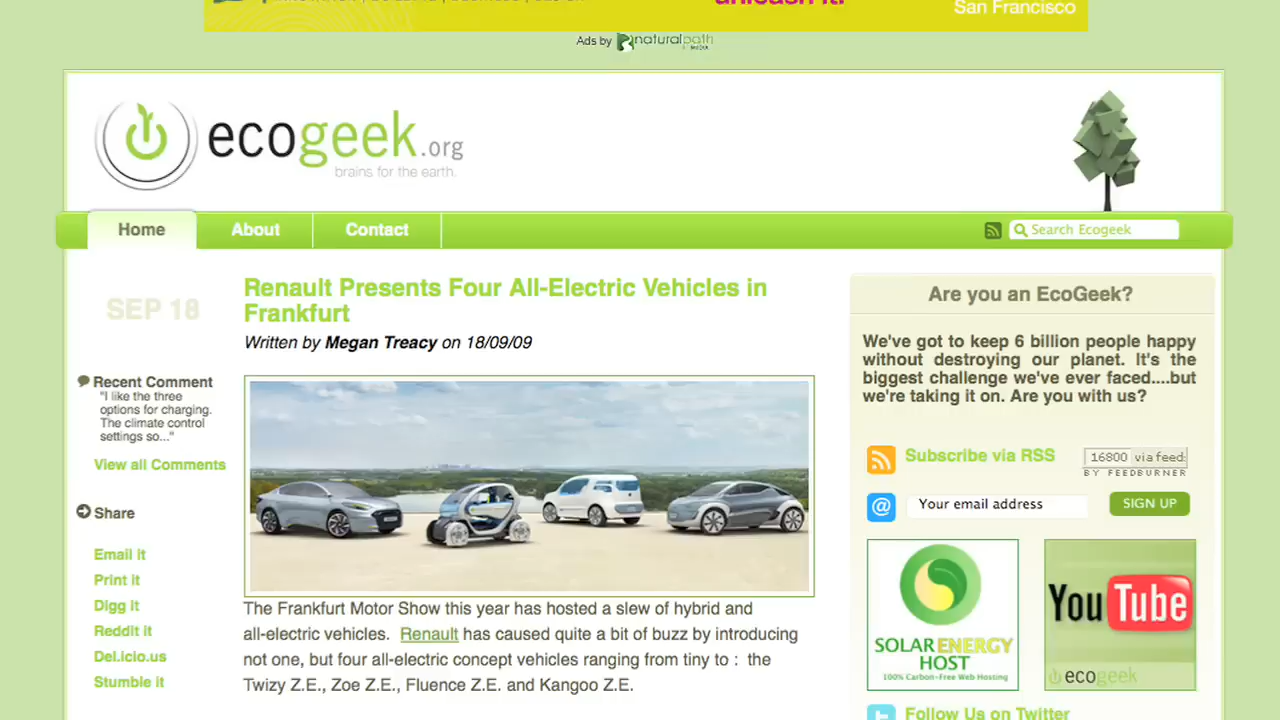 unleash it!
San Francisco
Ads by naturalpath
MEDIA
ecogeek.org
brains for the earth.
Home
About
Contact
Search Ecogeek
SEP 18
Renault Presents Four All-Electric Vehicles in
Frankfurt
Written by Megan Treacy on 18/09/09
Recent Comment
"I like the three
options for charging.
The climate control
settings so..."
View all Comments
Share
Email it
Print it
Digg it
Reddit it
Del.icio.us
Stumble it
The Frankfurt Motor Show this year has hosted a slew of hybrid and
all-electric vehicles. Renault has caused quite a bit of buzz by introducing
not one, but four all-electric concept vehicles ranging from tiny to : the
Twizy Z.E., Zoe Z.E., Fluence Z.E. and Kangoo Z.E.
Are you an EcoGeek?
We've got to keep 6 billion people happy
without destroying our planet. It's the
biggest challenge we've ever faced....but
we're taking it on. Are you with us?
Subscribe via RSS
16800 via feed
BY FEEDBURNER
@
Your email address
SIGN UP
SOLAR ENERGY
HOST
100% Carbon-Free Web Hosting
YouTube
ecogeek
Follow Us on Twitter